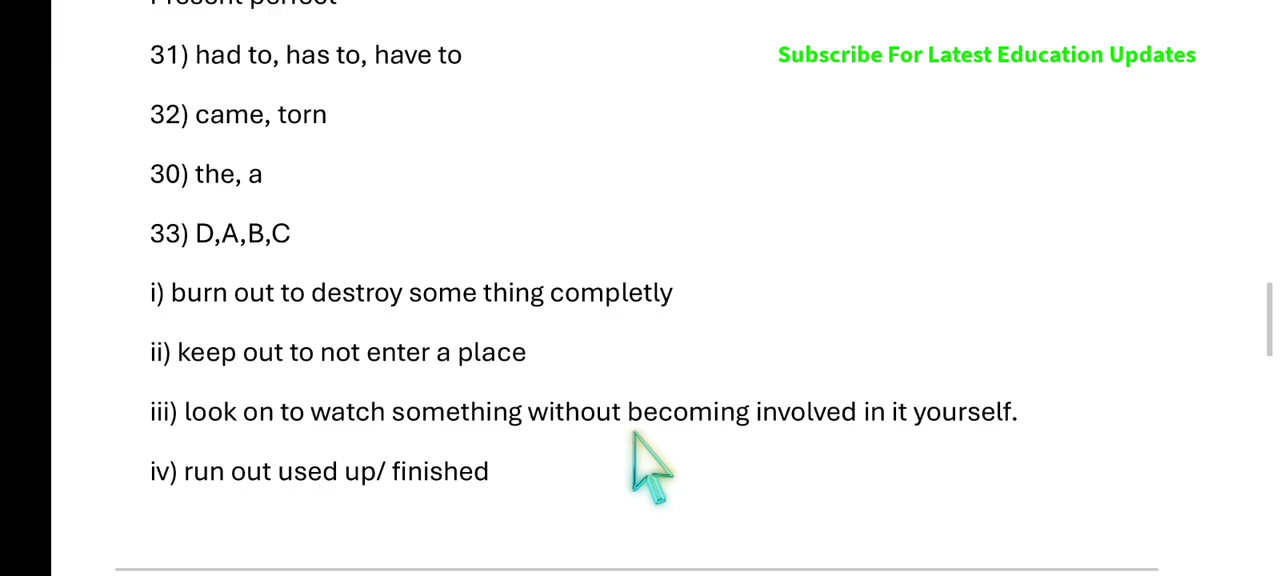 Present perfect
31) had to, has to, have to
Subscribe For Latest Education Updates
32) came, torn
30) the, a
33) D,A,B,C
i) burn out to destroy some thing completly
ii) keep out to not enter a place
iii) look on to watch something without becoming involved in it yourself.
iv) run out used up/ finished